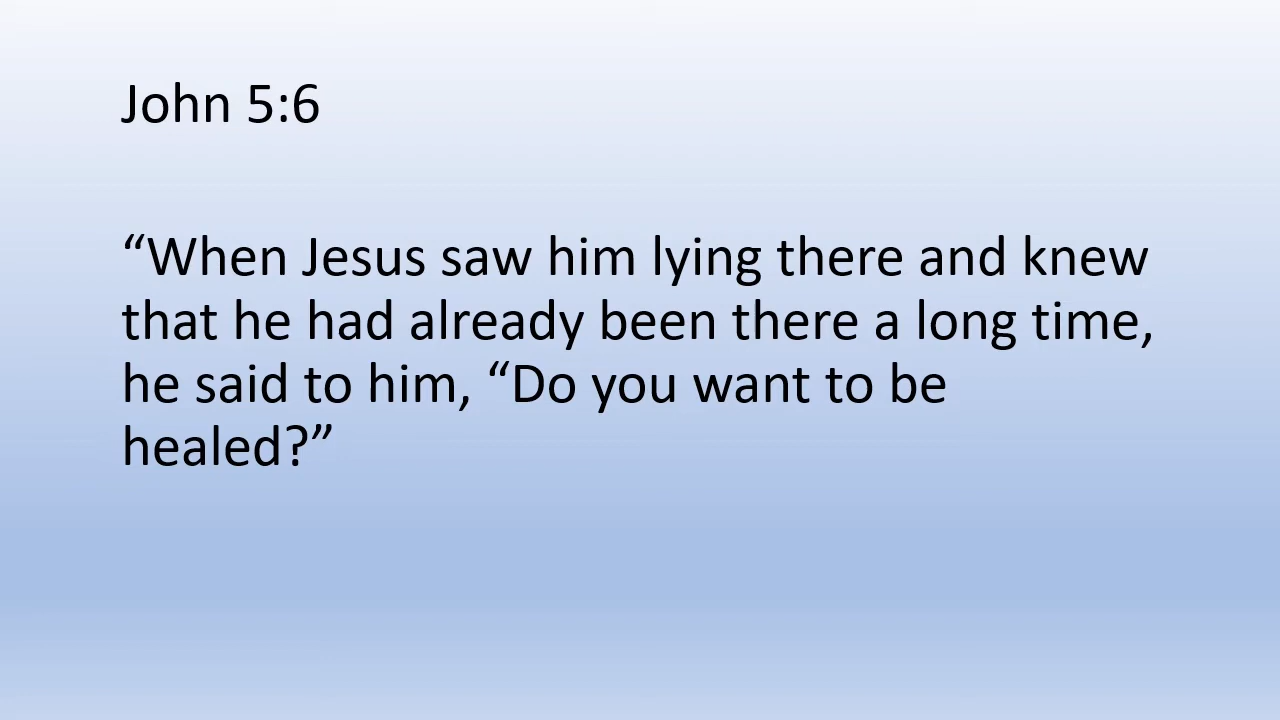 John 5:6
“When Jesus saw him lying there and knew
that he had already been there a long time,
he said to him, “Do you want to be
healed?”